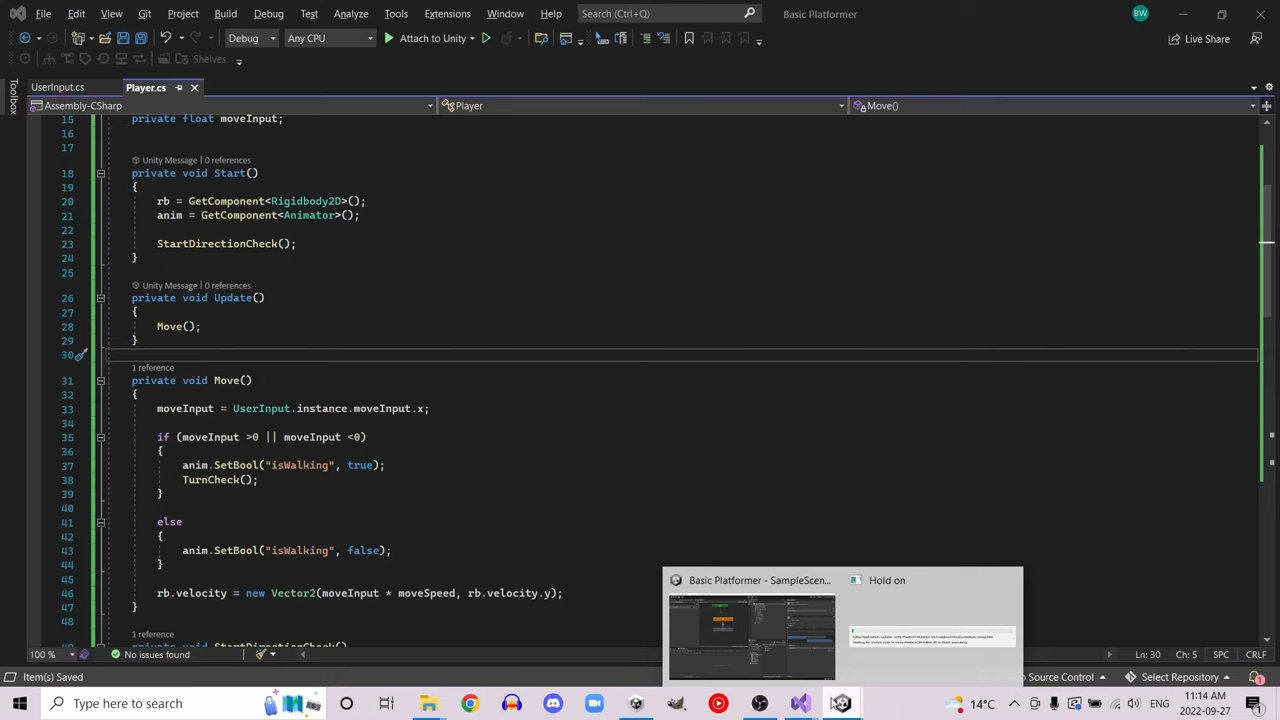 File Edit View Git Project Build Debug Test Analyze Tools Extensions Window Help Search (Ctrl+Q) Basic Platformer BW
Debug Any CPU Attach to Unity Live Share
Shelves
Toolbox
UserInput.cs Player.cs
Assembly-CSharp Player Move()
15 private float moveInput;
16
17
Unity Message | 0 references
18 private void Start()
19 {
20 rb = GetComponent<Rigidbody2D>();
21 anim = GetComponent<Animator>();
22
23 StartDirectionCheck();
24 }
25
Unity Message | 0 references
26 private void Update()
27 {
28 Move();
29 }
30
1 reference
31 private void Move()
32 {
33 moveInput = UserInput.instance.moveInput.x;
34
35 if (moveInput >0 || moveInput <0)
36 {
37 anim.SetBool("isWalking", true);
38 TurnCheck();
39 }
40
41 else
42 {
43 anim.SetBool("isWalking", false);
44 }
45
46 rb.velocity = new Vector2(moveInput * moveSpeed, rb.velocity.y);
47
48
1 reference
Basic Platformer - SampleScen...
Hold on
No issues found Ln: 30 SPC CRLF
Item(s) Saved Source Control Select Repository 1
Type here to search 14°C ENG 11:14 AM
2022-09-27